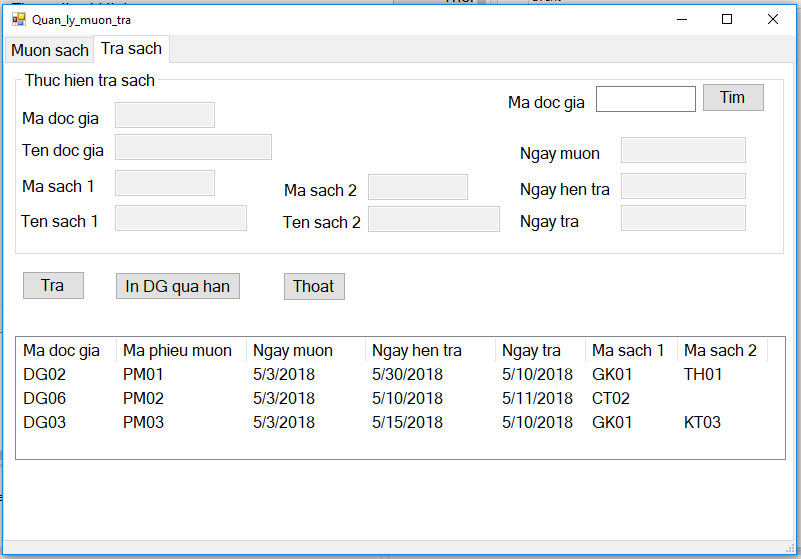 Quan_ly_muon_tra
Muon sach Tra sach
Thuc hien tra sach
Ma doc gia Tim
Ma doc gia
Ten doc gia Ngay muon
Ma sach 1 Ma sach 2 Ngay hen tra
Ten sach 1 Ten sach 2 Ngay tra
Tra In DG qua han Thoat
Ma doc gia Ma phieu muon Ngay muon Ngay hen tra Ngay tra Ma sach 1 Ma sach 2
DG02 PM01 5/3/2018 5/30/2018 5/10/2018 GK01 TH01
DG06 PM02 5/3/2018 5/10/2018 5/11/2018 CT02
DG03 PM03 5/3/2018 5/15/2018 5/10/2018 GK01 KT03